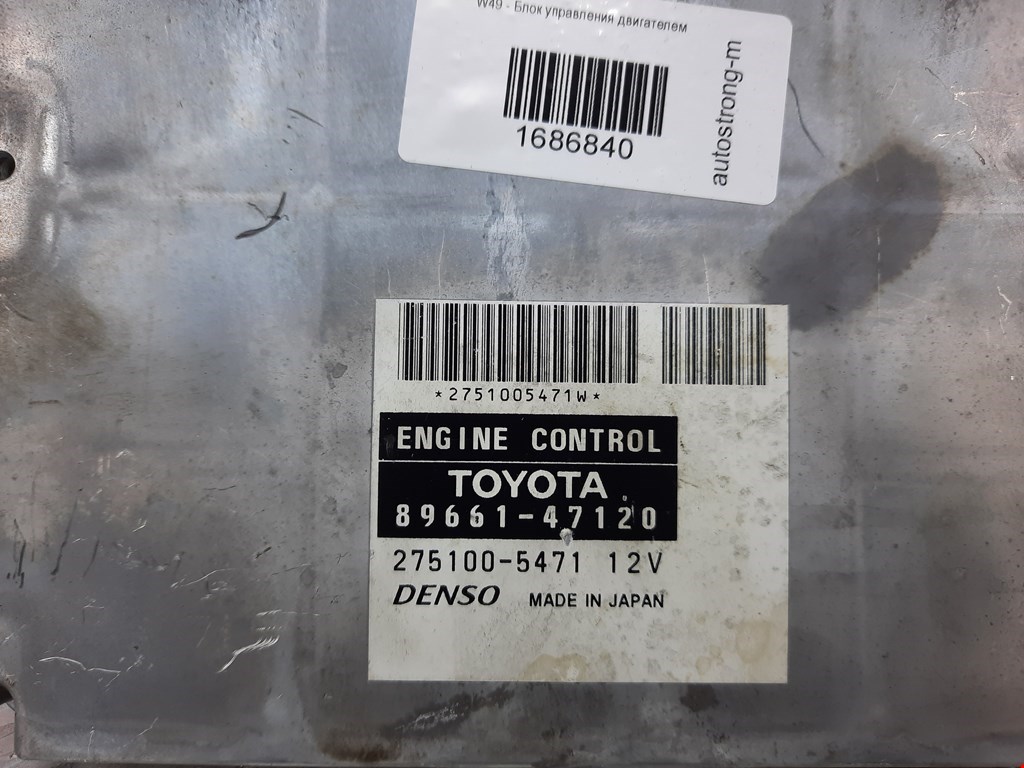 W49 - Блок управления двигателем
1686840
autostrong-m
*2751005471W*
ENGINE CONTROL
TOYOTA
89661-47120
275100-5471 12V
DENSO MADE IN JAPAN